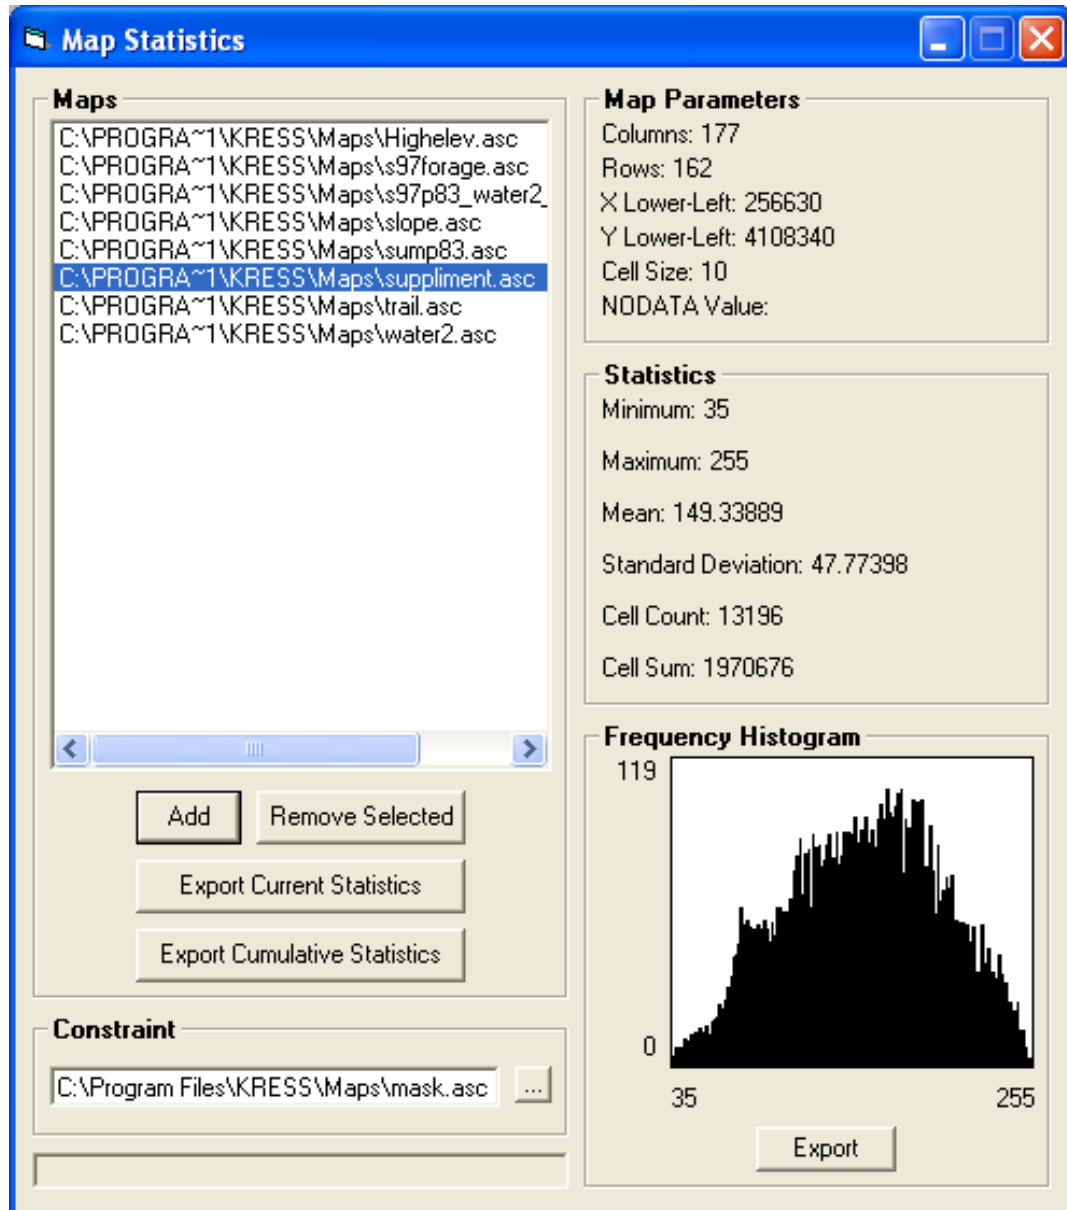 Map Statistics
Maps
C:\PROGRA~1\KRESS\Maps\Highelev.asc
C:\PROGRA~1\KRESS\Maps\s97forage.asc
C:\PROGRA~1\KRESS\Maps\s97p83_water2_
C:\PROGRA~1\KRESS\Maps\slope.asc
C:\PROGRA~1\KRESS\Maps\sump83.asc
C:\PROGRA~1\KRESS\Maps\suppliment.asc
C:\PROGRA~1\KRESS\Maps\trail.asc
C:\PROGRA~1\KRESS\Maps\water2.asc
Add
Remove Selected
Export Current Statistics
Export Cumulative Statistics
Constraint
C:\Program Files\KRESS\Maps\mask.asc
...
Map Parameters
Columns: 177
Rows: 162
X Lower-Left: 256630
Y Lower-Left: 4108340
Cell Size: 10
NODATA Value:
Statistics
Minimum: 35
Maximum: 255
Mean: 149.33889
Standard Deviation: 47.77398
Cell Count: 13196
Cell Sum: 1970676
Frequency Histogram
119
0
35
255
Export